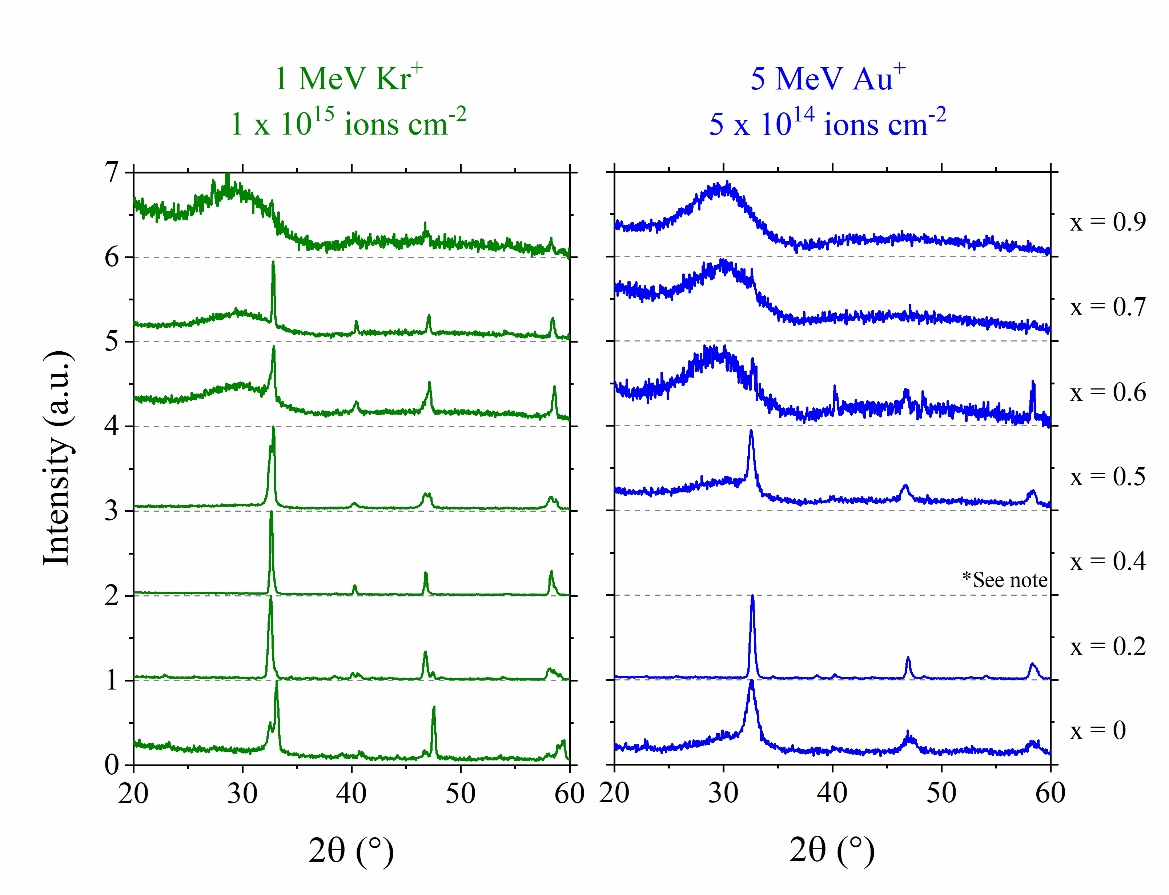 1 MeV Kr⁺
1 x 10¹⁵ ions cm⁻²
5 MeV Au⁺
5 x 10¹⁴ ions cm⁻²
Intensity (a.u.)
7
6
5
4
3
2
1
0
x = 0.9
x = 0.7
x = 0.6
x = 0.5
x = 0.4
*See note
x = 0.2
x = 0
20 30 40 50 60
20 30 40 50 60
2θ (°)
2θ (°)